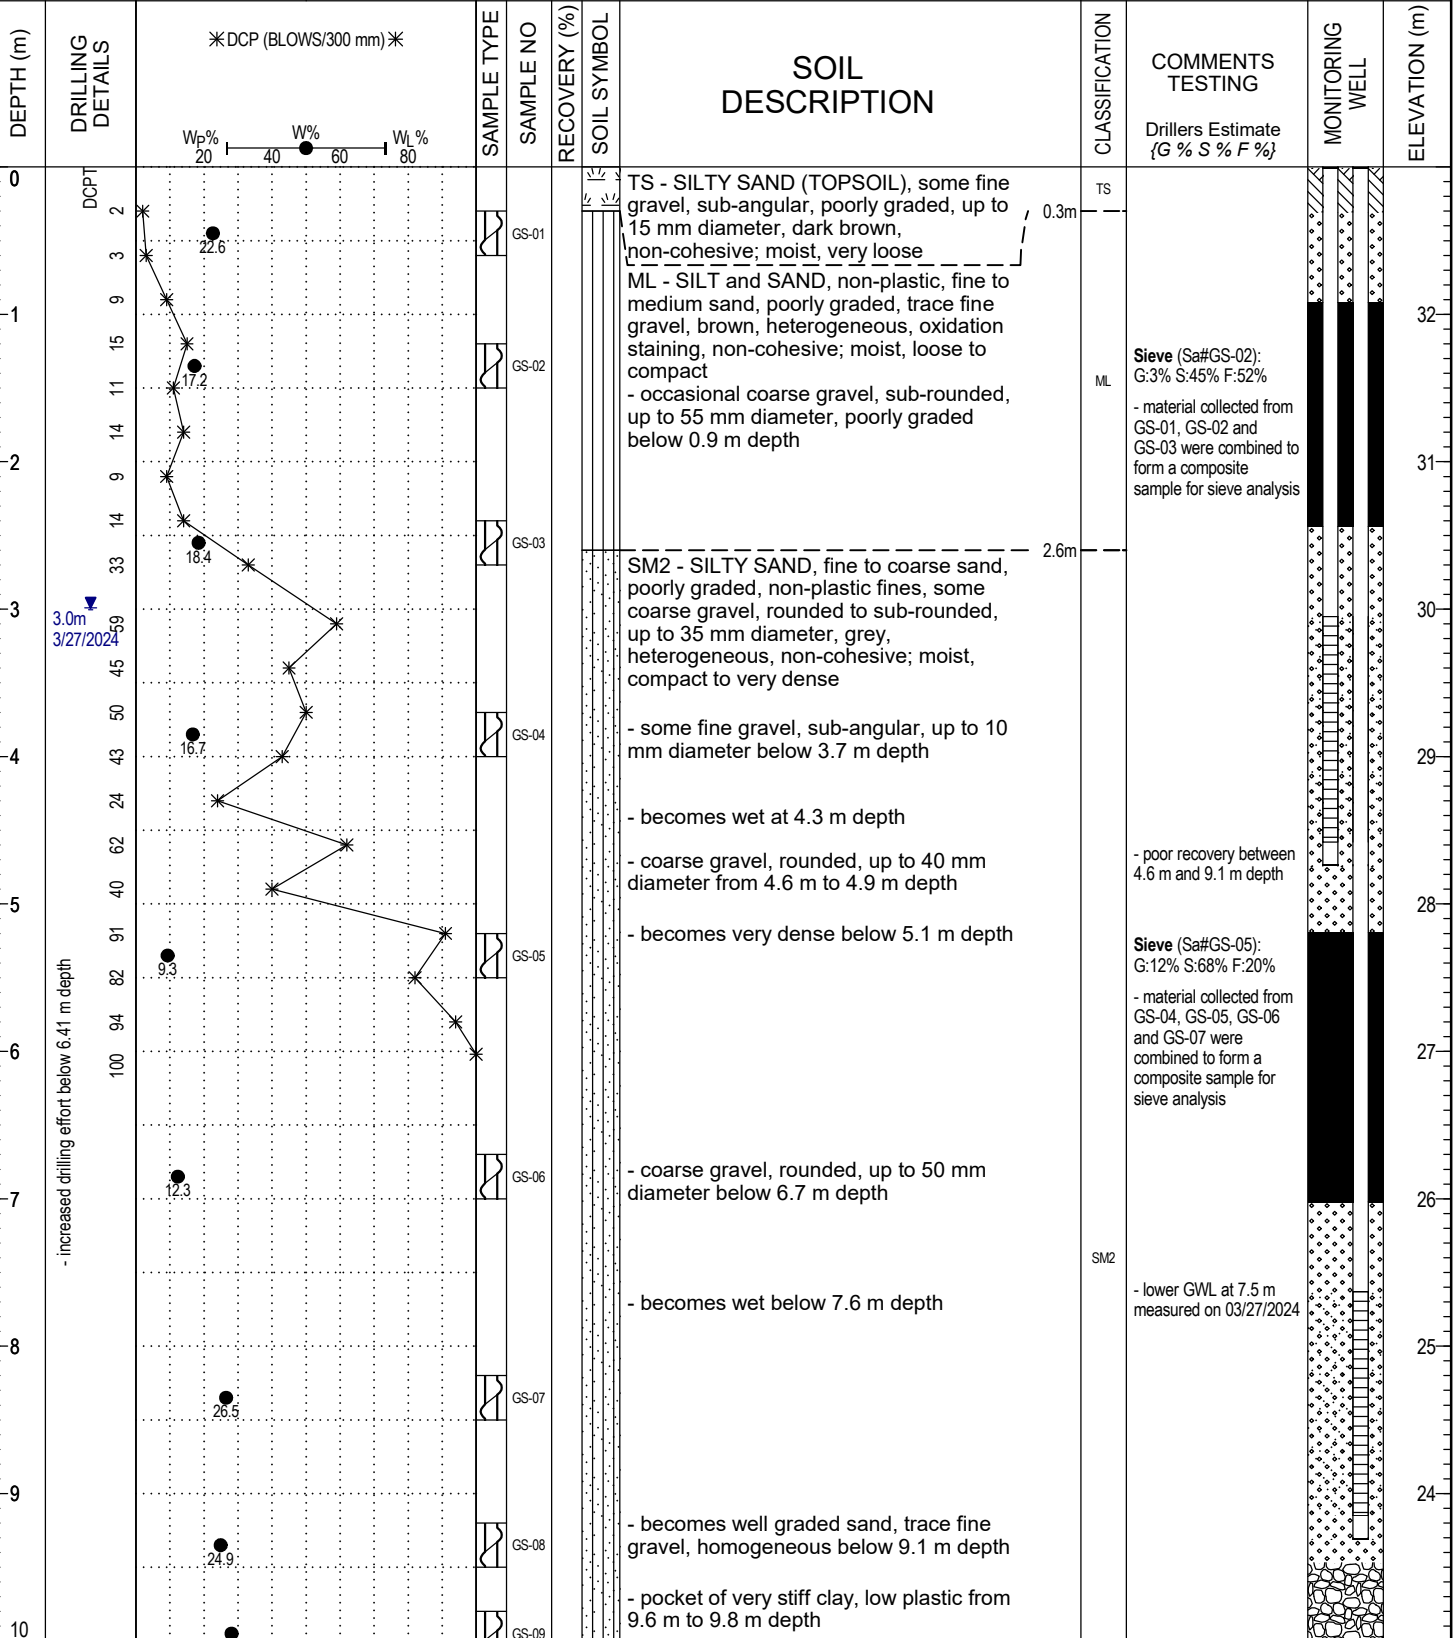 DEPTH (m)
DRILLING
DETAILS
DCP (BLOWS/300 mm)
WP% W% WL%
20 40 60 80
SAMPLE TYPE
SAMPLE NO
RECOVERY (%)
SOIL SYMBOL
SOIL
DESCRIPTION
CLASSIFICATION
COMMENTS
TESTING
Drillers Estimate
{G % S % F %}
MONITORING
WELL
ELEVATION (m)
0
1
2
3
4
5
6
7
8
9
10
DCPT
3.0m
3/27/2024
- increased drilling effort below 6.41 m depth
2
3
9
15
11
14
9
14
33
59
45
50
43
24
62
40
91
82
94
100
22.6
17.2
18.4
16.7
9.3
12.3
26.5
24.9
GS-01
GS-02
GS-03
GS-04
GS-05
GS-06
GS-07
GS-08
GS-09
TS - SILTY SAND (TOPSOIL), some fine
gravel, sub-angular, poorly graded, up to
15 mm diameter, dark brown,
non-cohesive; moist, very loose
ML - SILT and SAND, non-plastic, fine to
medium sand, poorly graded, trace fine
gravel, brown, heterogeneous, oxidation
staining, non-cohesive; moist, loose to
compact
- occasional coarse gravel, sub-rounded,
up to 55 mm diameter, poorly graded
below 0.9 m depth
SM2 - SILTY SAND, fine to coarse sand,
poorly graded, non-plastic fines, some
coarse gravel, rounded to sub-rounded,
up to 35 mm diameter, grey,
heterogeneous, non-cohesive; moist,
compact to very dense
- some fine gravel, sub-angular, up to 10
mm diameter below 3.7 m depth
- becomes wet at 4.3 m depth
- coarse gravel, rounded, up to 40 mm
diameter from 4.6 m to 4.9 m depth
- becomes very dense below 5.1 m depth
- coarse gravel, rounded, up to 50 mm
diameter below 6.7 m depth
- becomes wet below 7.6 m depth
- becomes well graded sand, trace fine
gravel, homogeneous below 9.1 m depth
- pocket of very stiff clay, low plastic from
9.6 m to 9.8 m depth
0.3m
2.6m
TS
ML
SM2
Sieve (Sa#GS-02):
G:3% S:45% F:52%
- material collected from
GS-01, GS-02 and
GS-03 were combined to
form a composite
sample for sieve analysis
- poor recovery between
4.6 m and 9.1 m depth
Sieve (Sa#GS-05):
G:12% S:68% F:20%
- material collected from
GS-04, GS-05, GS-06
and GS-07 were
combined to form a
composite sample for
sieve analysis
- lower GWL at 7.5 m
measured on 03/27/2024
32
31
30
29
28
27
26
25
24